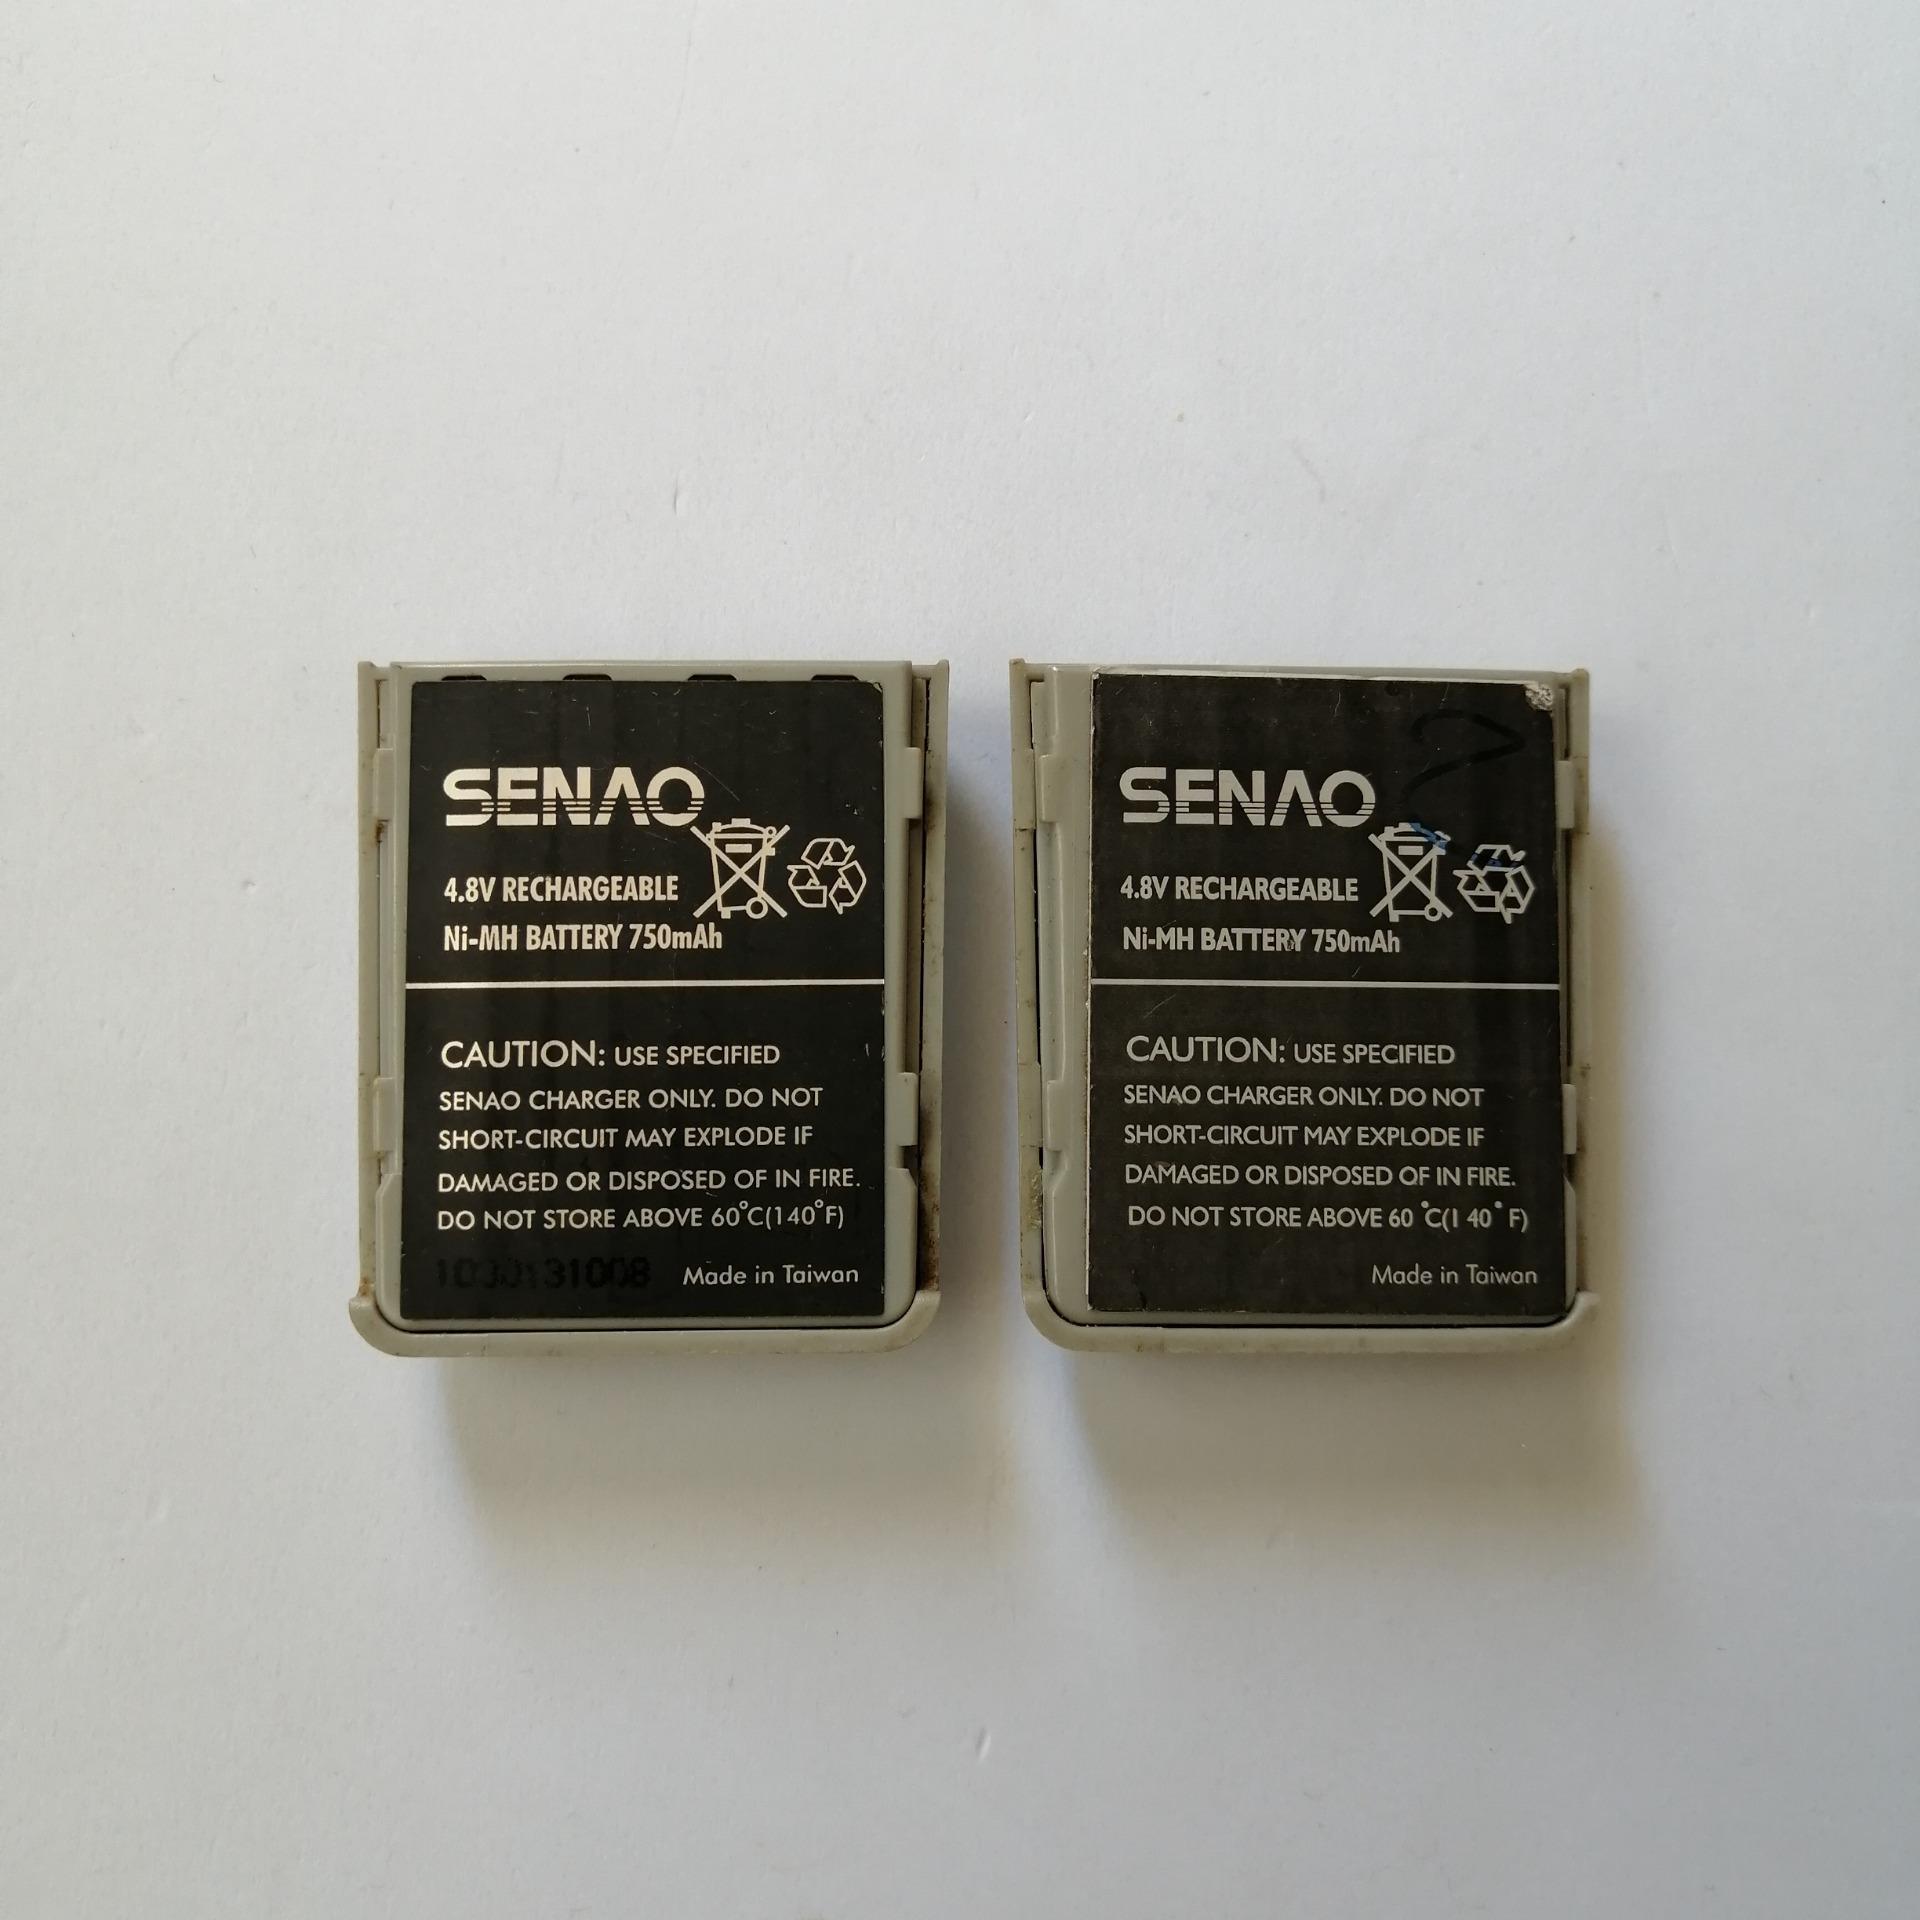 SENAO
4.8V RECHARGEABLE
Ni-MH BATTERY 750mAh
CAUTION: USE SPECIFIED
SENAO CHARGER ONLY. DO NOT
SHORT-CIRCUIT MAY EXPLODE IF
DAMAGED OR DISPOSED OF IN FIRE.
DO NOT STORE ABOVE 60°C(140°F)
Made in Taiwan
SENAO
4.8V RECHARGEABLE
Ni-MH BATTERY 750mAh
CAUTION: USE SPECIFIED
SENAO CHARGER ONLY. DO NOT
SHORT-CIRCUIT MAY EXPLODE IF
DAMAGED OR DISPOSED OF IN FIRE.
DO NOT STORE ABOVE 60 °C(1 40° F)
Made in Taiwan